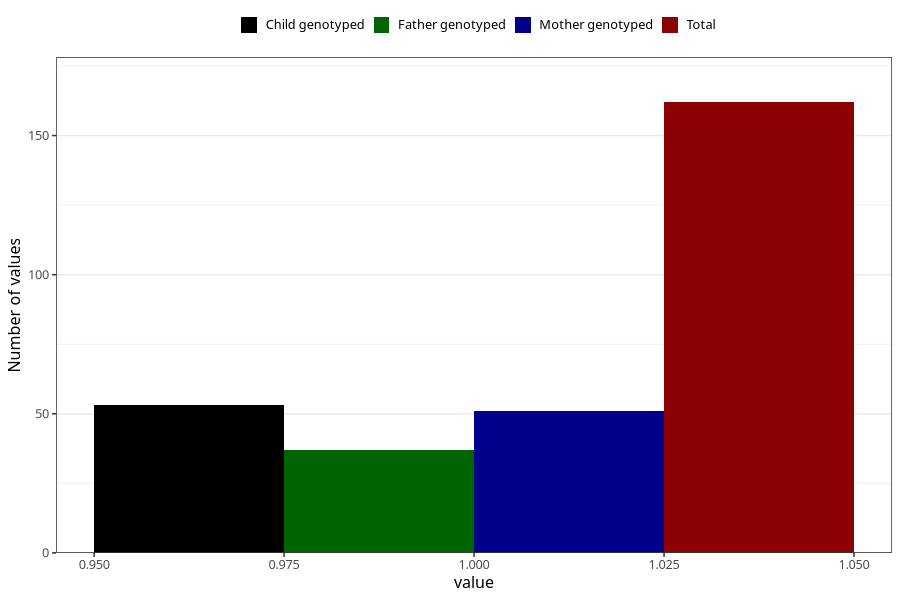 Child genotyped Father genotyped Mother genotyped Total
Number of values
150
100
50
0
0.950 0.975 1.000 1.025 1.050
value